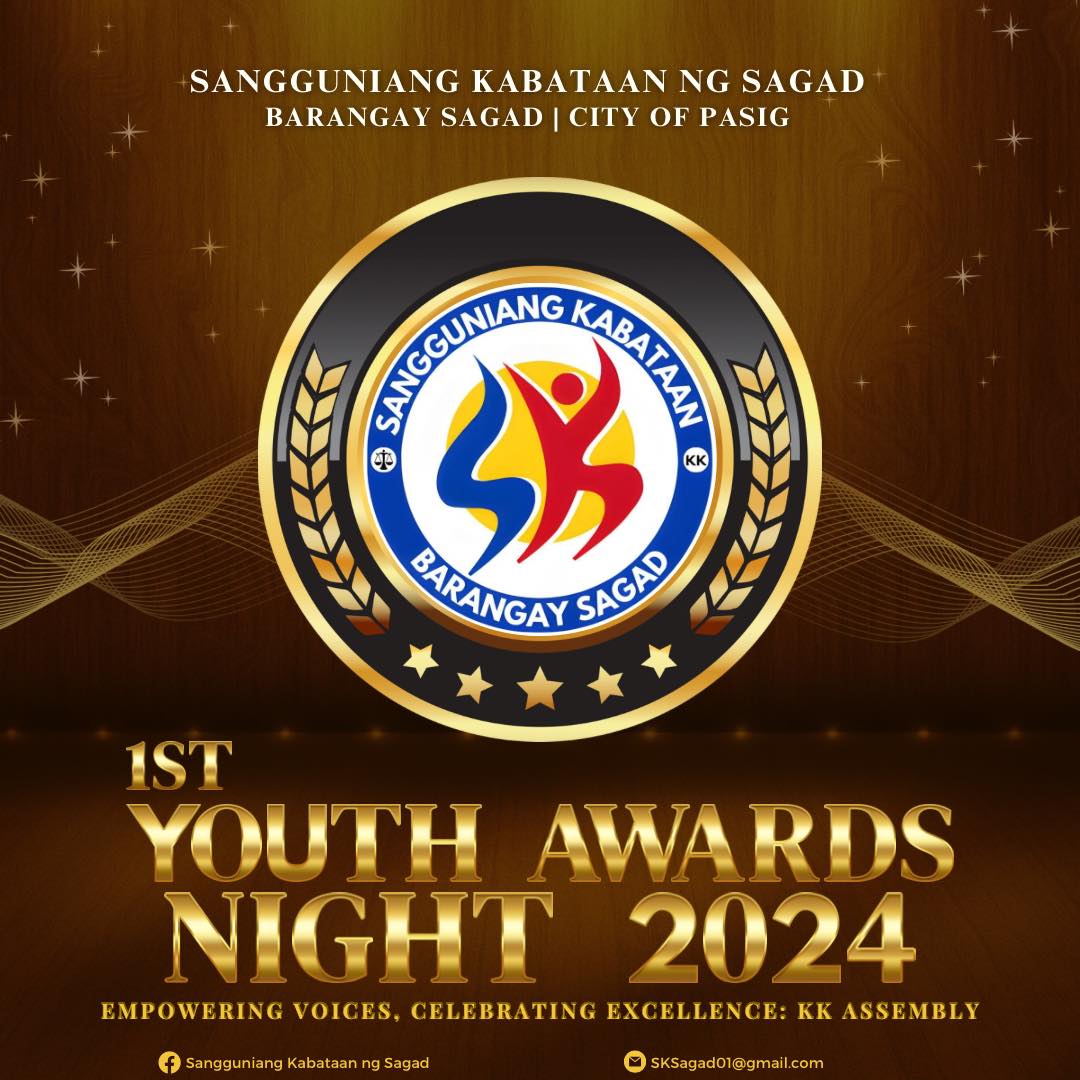 SANGGUNIANG KABATAAN NG SAGAD
BARANGAY SAGAD | CITY OF PASIG
SANGGUNIANG KABATAAN
KK
BARANGAY SAGAD
1ST
YOUTH AWARDS
NIGHT 2024
EMPOWERING VOICES, CELEBRATING EXCELLENCE: KK ASSEMBLY
Sangguniang Kabataan ng Sagad
SKSagad01@gmail.com